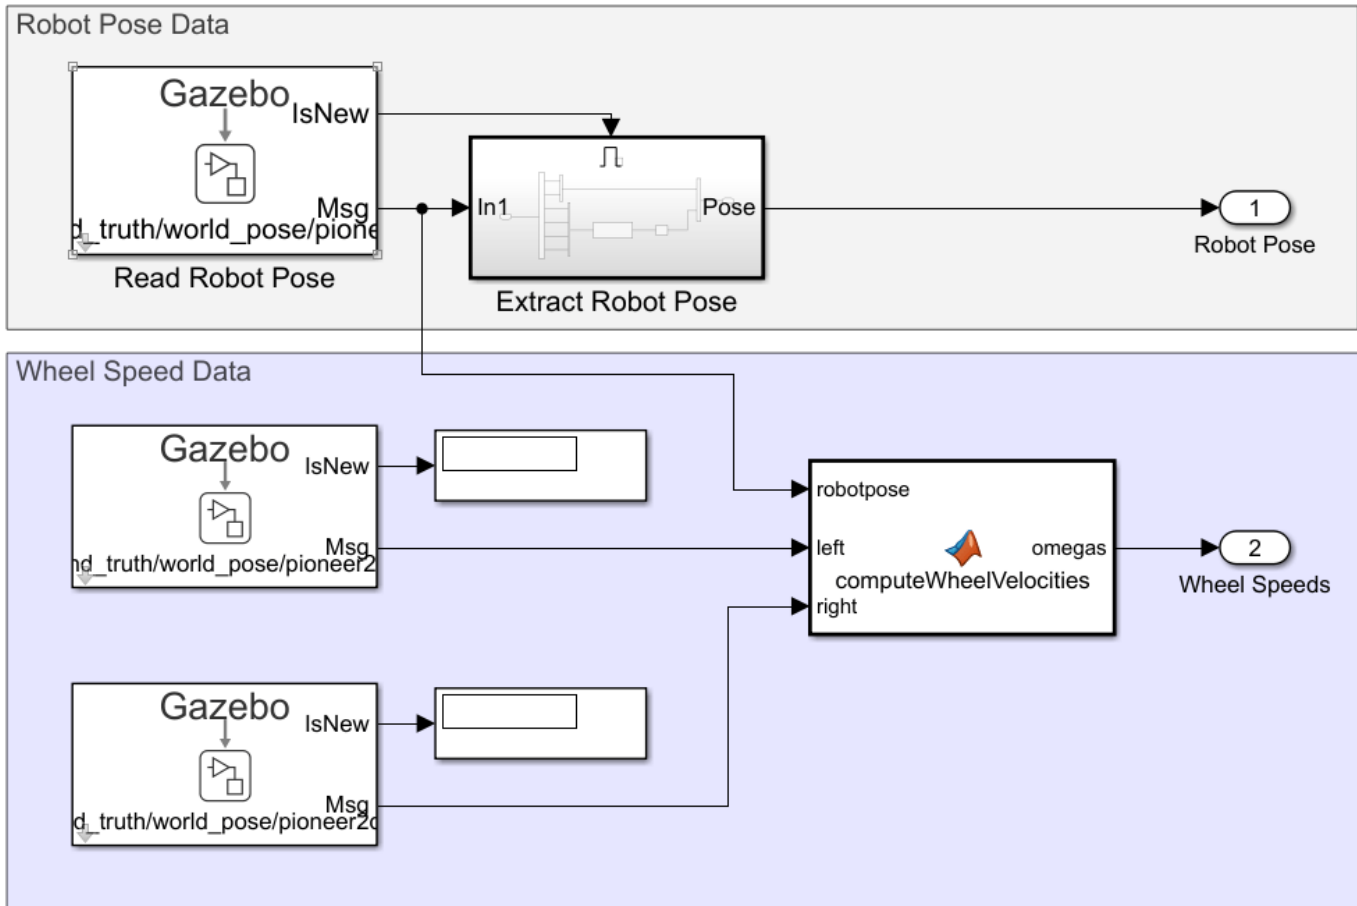 Robot Pose Data
Gazebo
IsNew
Msg
d_truth/world_pose/pione
Read Robot Pose
In1
Pose
Extract Robot Pose
1
Robot Pose
Wheel Speed Data
Gazebo
IsNew
Msg
nd_truth/world_pose/pioneer2
robotpose
left
right
omegas
computeWheelVelocities
2
Wheel Speeds
Gazebo
IsNew
Msg
d_truth/world_pose/pioneer2d